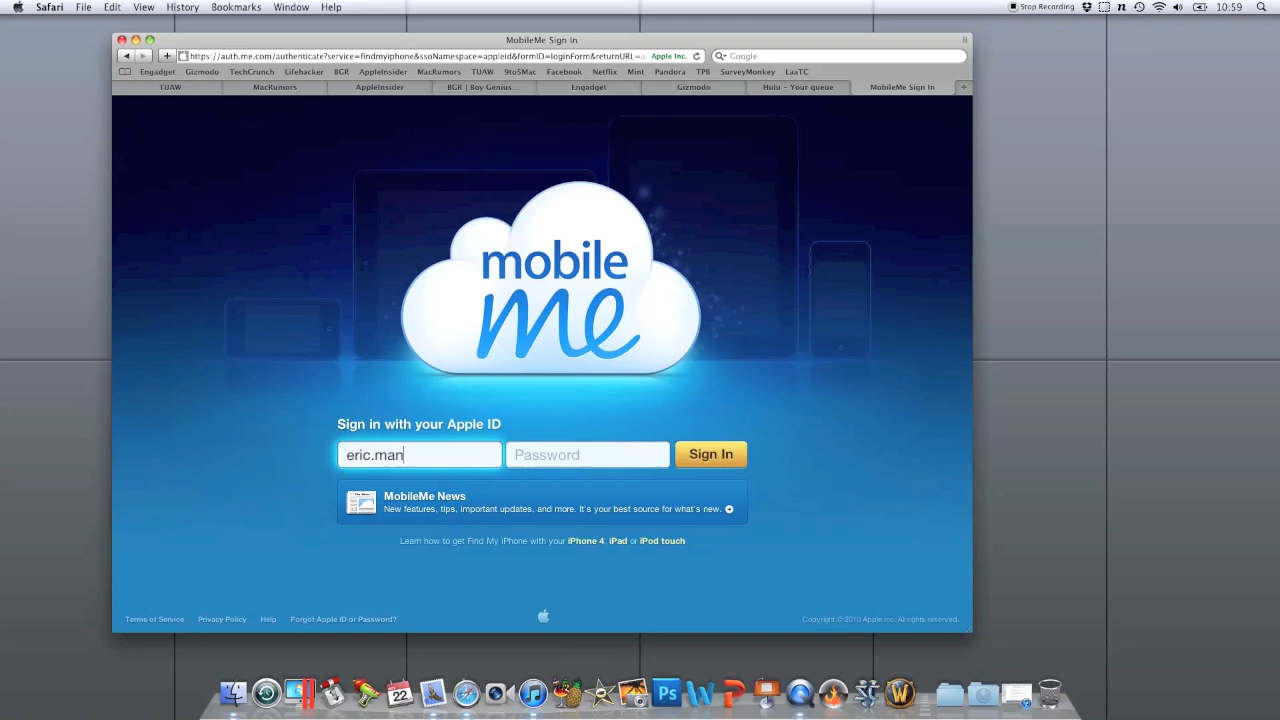 Safari File Edit View History Bookmarks Window Help Stop Recording 10:59
MobileMe Sign In
https://auth.me.com/authenticate?service=findmyiphone&ssoNamespace=appleid&formID=loginForm&returnURL= Apple Inc. Google
Engadget Gizmodo TechCrunch Lifehacker BGR AppleInsider MacRumors TUAW 9to5Mac Facebook Netflix Mint Pandora TPB SurveyMonkey LaaTC
TUAW MacRumors AppleInsider BGR | Boy Genius... Engadget Gizmodo Hulu - Your queue MobileMe Sign In
mobile
me
Sign in with your Apple ID
eric.man Password Sign In
MobileMe News
New features, tips, important updates, and more. It's your best source for what's new.
Learn how to get Find My iPhone with your iPhone 4, iPad or iPod touch
Terms of Service Privacy Policy Help Forgot Apple ID or Password? Copyright © 2010 Apple Inc. All rights reserved.
22 Ps W